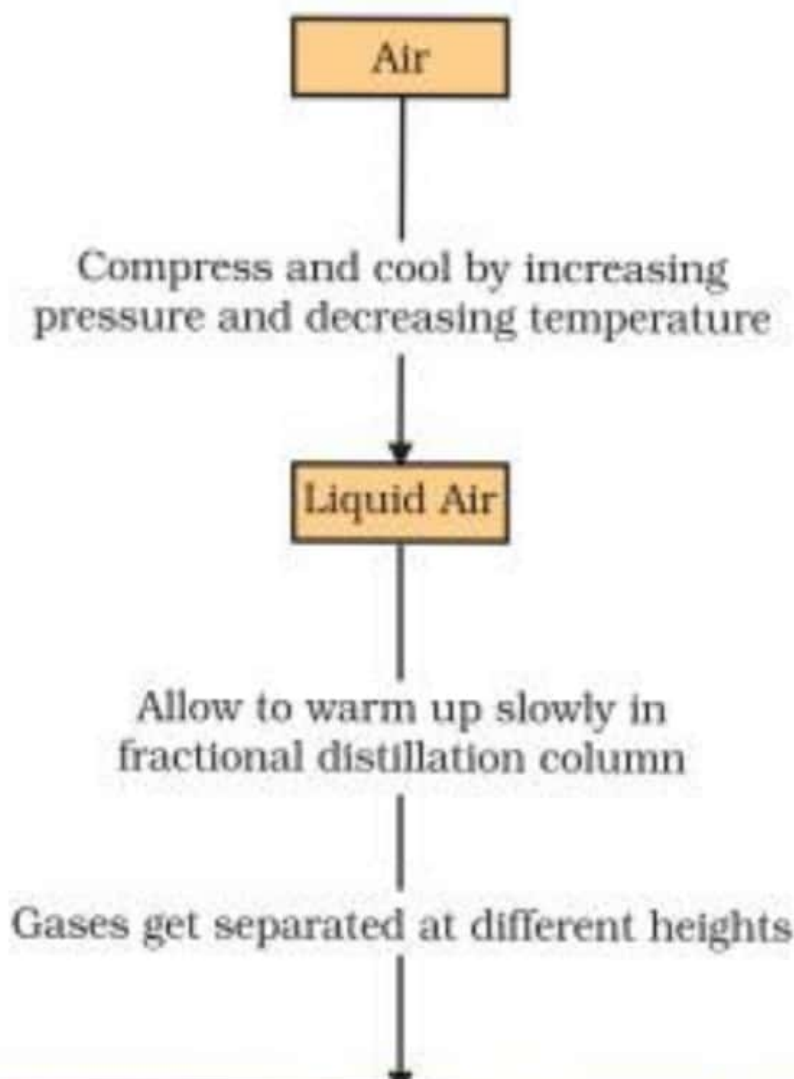 Air
Compress and cool by increasing
pressure and decreasing temperature
Liquid Air
Allow to warm up slowly in
fractional distillation column
Gases get separated at different heights